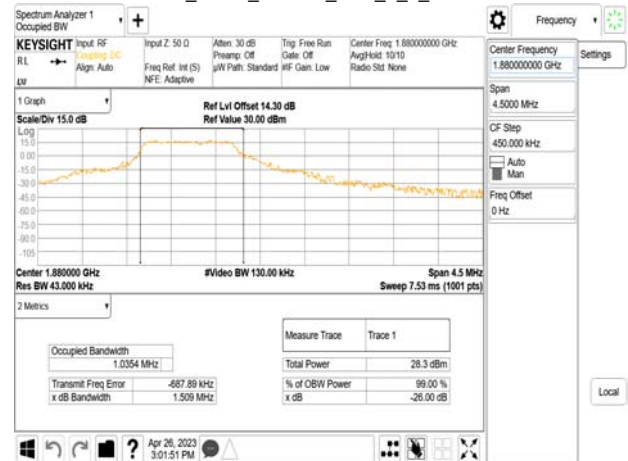 Spectrum Analyzer 1
Occupied BW
Frequency
KEYSIGHT
Input: RF
Coupling: DC
Align: Auto
Input Z: 50 Ω
Freq Ref: Int (S)
NFE: Adaptive
Atten: 30 dB
Preamp: Off
µW Path: Standard
Trig: Free Run
Gate: Off
#IF Gain: Low
Center Freq: 1.880000000 GHz
Avg|Hold: 10/10
Radio Std: None
RL
Center Frequency
1.880000000 GHz
Settings
Span
4.5000 MHz
CF Step
450.000 kHz
Auto
Man
Freq Offset
0 Hz
Local
1 Graph
Scale/Div 15.0 dB
Ref Lvl Offset 14.30 dB
Ref Value 30.00 dBm
Log
15.0
0.00
-15.0
-30.0
-45.0
-60.0
-75.0
-90.0
-105
Center 1.880000 GHz
Res BW 43.000 kHz
#Video BW 130.00 kHz
Span 4.5 MHz
Sweep 7.53 ms (1001 pts)
2 Metrics
Measure Trace Trace 1
Occupied Bandwidth
1.0354 MHz
Total Power 28.3 dBm
Transmit Freq Error -687.89 kHz
% of OBW Power 99.00 %
x dB Bandwidth 1.509 MHz
x dB -26.00 dB
?
Apr 26, 2023
3:01:51 PM